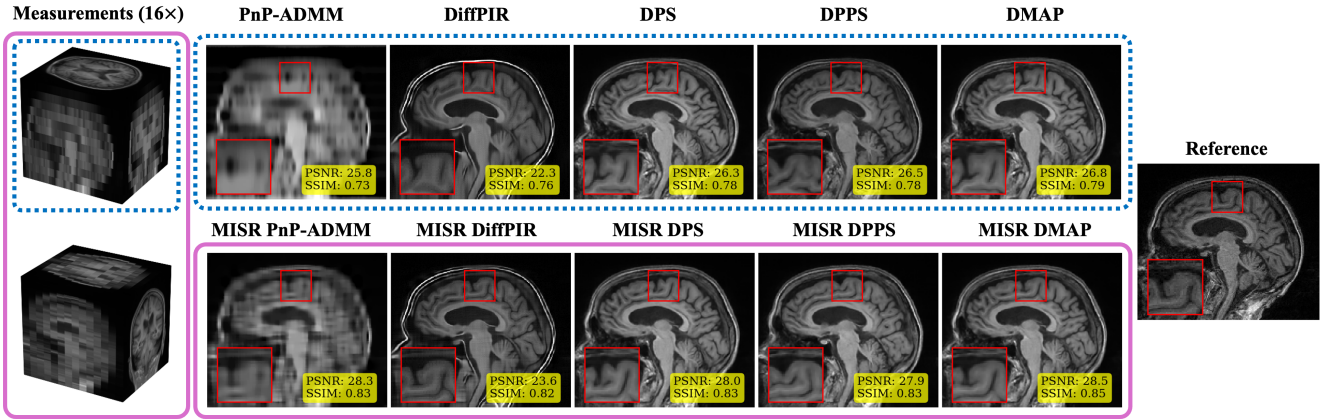 Measurements (16×)
PnP-ADMM
DiffPIR
DPS
DPPS
DMAP
PSNR: 25.8
SSIM: 0.73
PSNR: 22.3
SSIM: 0.76
PSNR: 26.3
SSIM: 0.78
PSNR: 26.5
SSIM: 0.78
PSNR: 26.8
SSIM: 0.79
Reference
MISR PnP-ADMM
MISR DiffPIR
MISR DPS
MISR DPPS
MISR DMAP
PSNR: 28.3
SSIM: 0.83
PSNR: 23.6
SSIM: 0.82
PSNR: 28.0
SSIM: 0.83
PSNR: 27.9
SSIM: 0.83
PSNR: 28.5
SSIM: 0.85